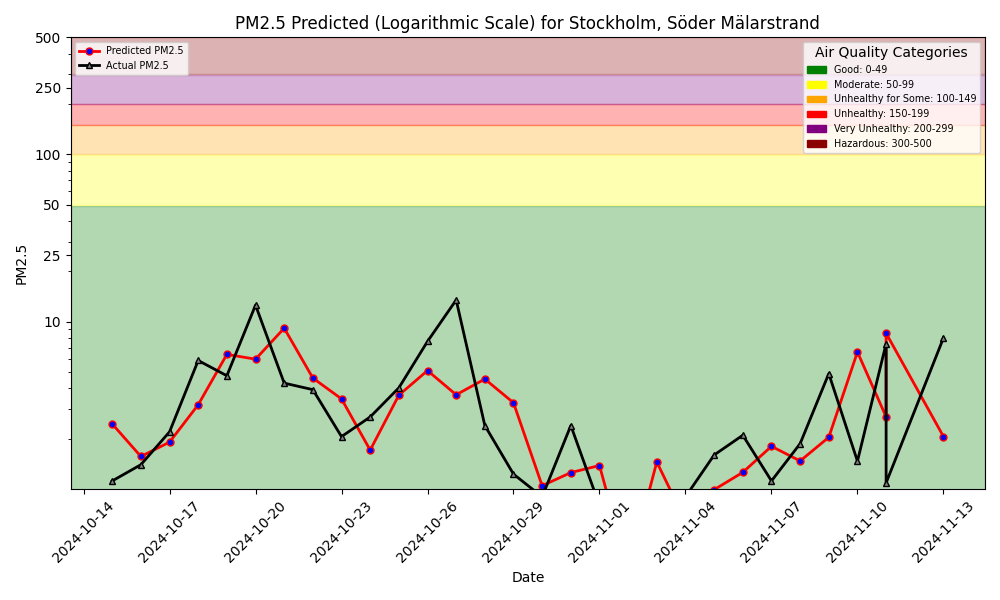 PM2.5 Predicted (Logarithmic Scale) for Stockholm, Söder Mälarstrand
Predicted PM2.5
Actual PM2.5
Air Quality Categories
Good: 0-49
Moderate: 50-99
Unhealthy for Some: 100-149
Unhealthy: 150-199
Very Unhealthy: 200-299
Hazardous: 300-500
PM2.5
500
250
100
50
25
10
2024-10-14
2024-10-17
2024-10-20
2024-10-23
2024-10-26
2024-10-29
2024-11-01
2024-11-04
2024-11-07
2024-11-10
2024-11-13
Date